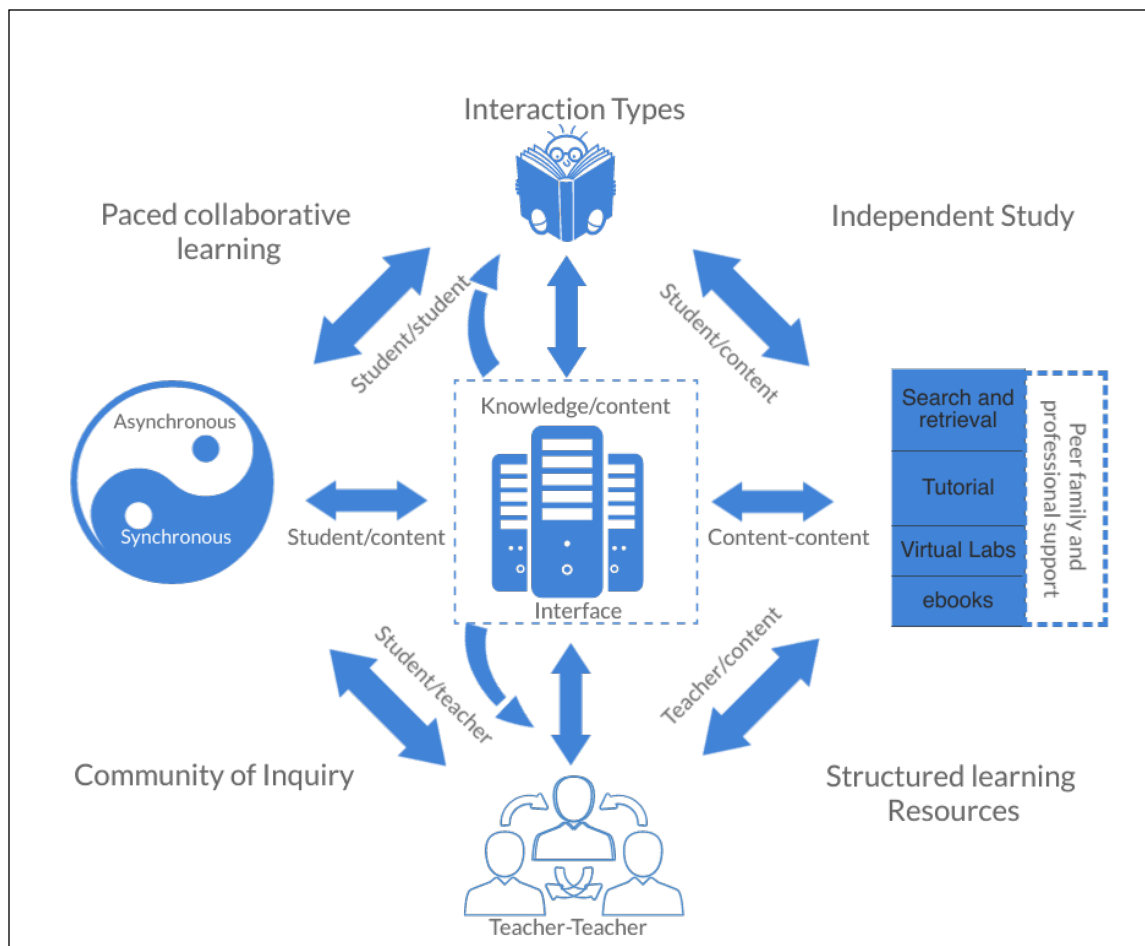 Interaction Types
Paced collaborative
learning
Independent Study
Student/student
Student/content
Knowledge/content
Interface
Asynchronous
Synchronous
Student/content
Content-content
Search and
retrieval
Tutorial
Virtual Labs
ebooks
Peer family and
professional support
Student/teacher
Teacher/content
Community of Inquiry
Structured learning
Resources
Teacher-Teacher